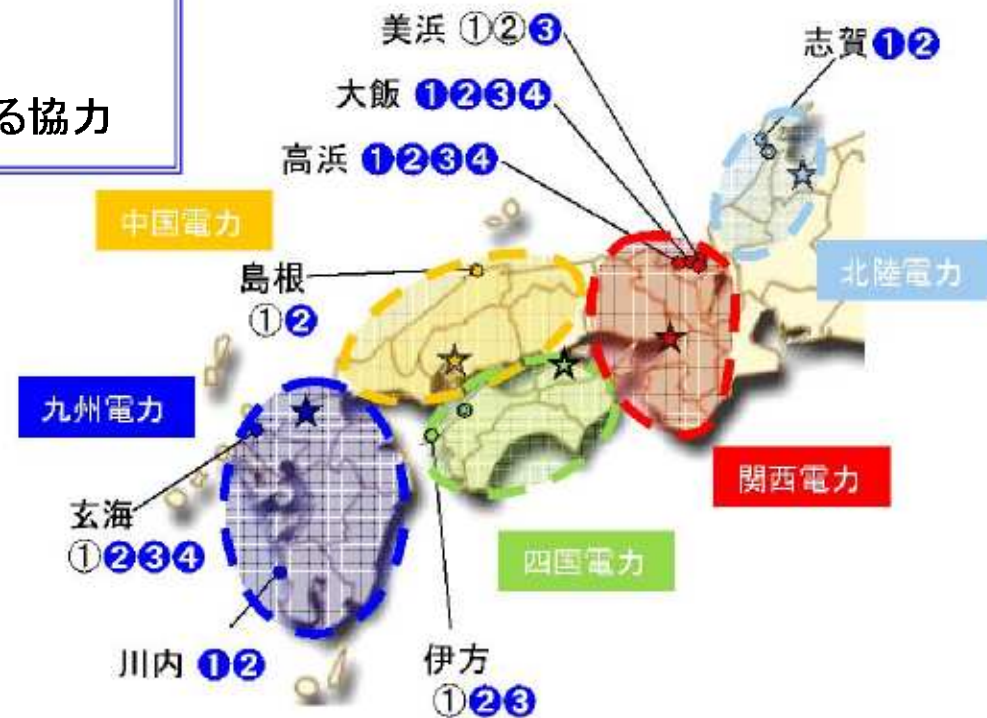 る協力
美浜 ①②❸
志賀❶❷
大飯 ❶❷❸❹
高浜 ❶❷❸❹
中国電力
北陸電力
島根
①❷
九州電力
関西電力
玄海
①❷❸❹
四国電力
川内 ❶❷
伊方
①❷❸